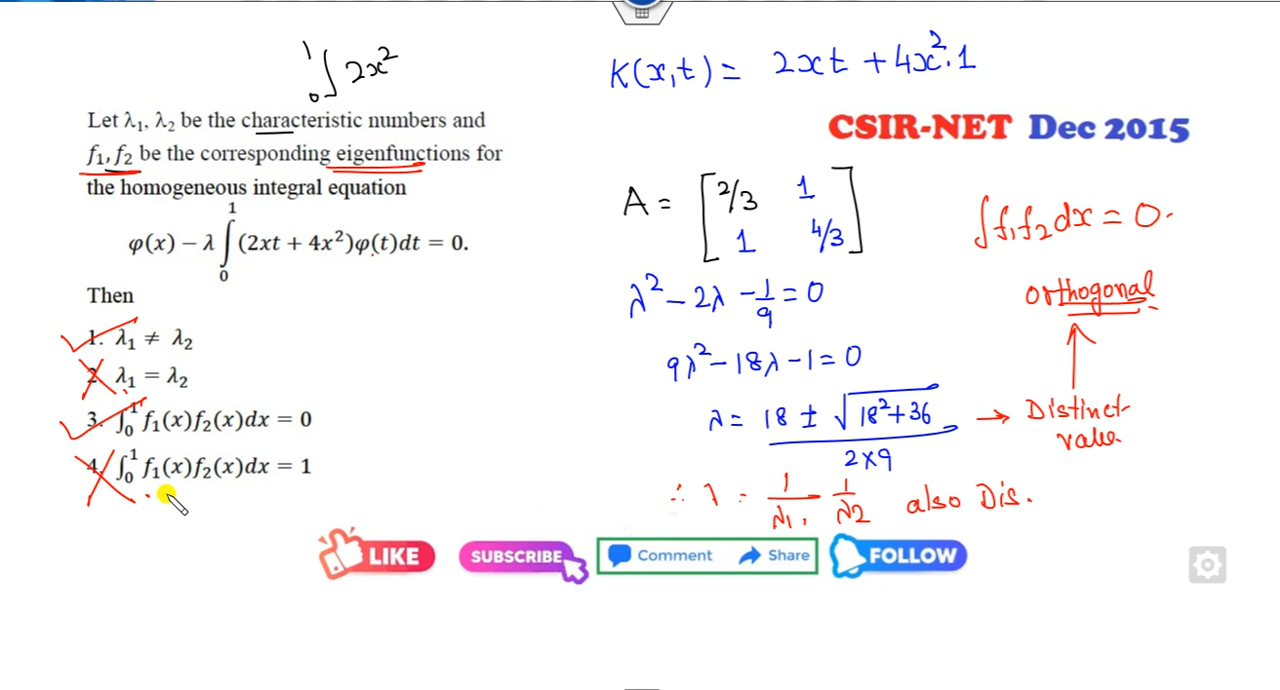 ₀∫¹ 2x²
K(x,t) = 2xt + 4x².1
Let λ₁, λ₂ be the characteristic numbers and
f₁, f₂ be the corresponding eigenfunctions for
the homogeneous integral equation
φ(x) − λ ∫₀¹ (2xt + 4x²)φ(t)dt = 0.
Then
1. λ₁ ≠ λ₂
2. λ₁ = λ₂
3. ∫₀¹ f₁(x)f₂(x)dx = 0
4. ∫₀¹ f₁(x)f₂(x)dx = 1
CSIR-NET Dec 2015
A = [2/3 1
1 4/3]
λ² − 2λ − 1/9 = 0
9λ² − 18λ − 1 = 0
λ = 18 ± √18² + 36 / 2×9
∴ λ = 1/λ₁, 1/λ₂ also Dis.
∫f₁f₂dx = 0.
Orthogonal
→ Distinct
value.
LIKE
SUBSCRIBE
Comment
Share
FOLLOW